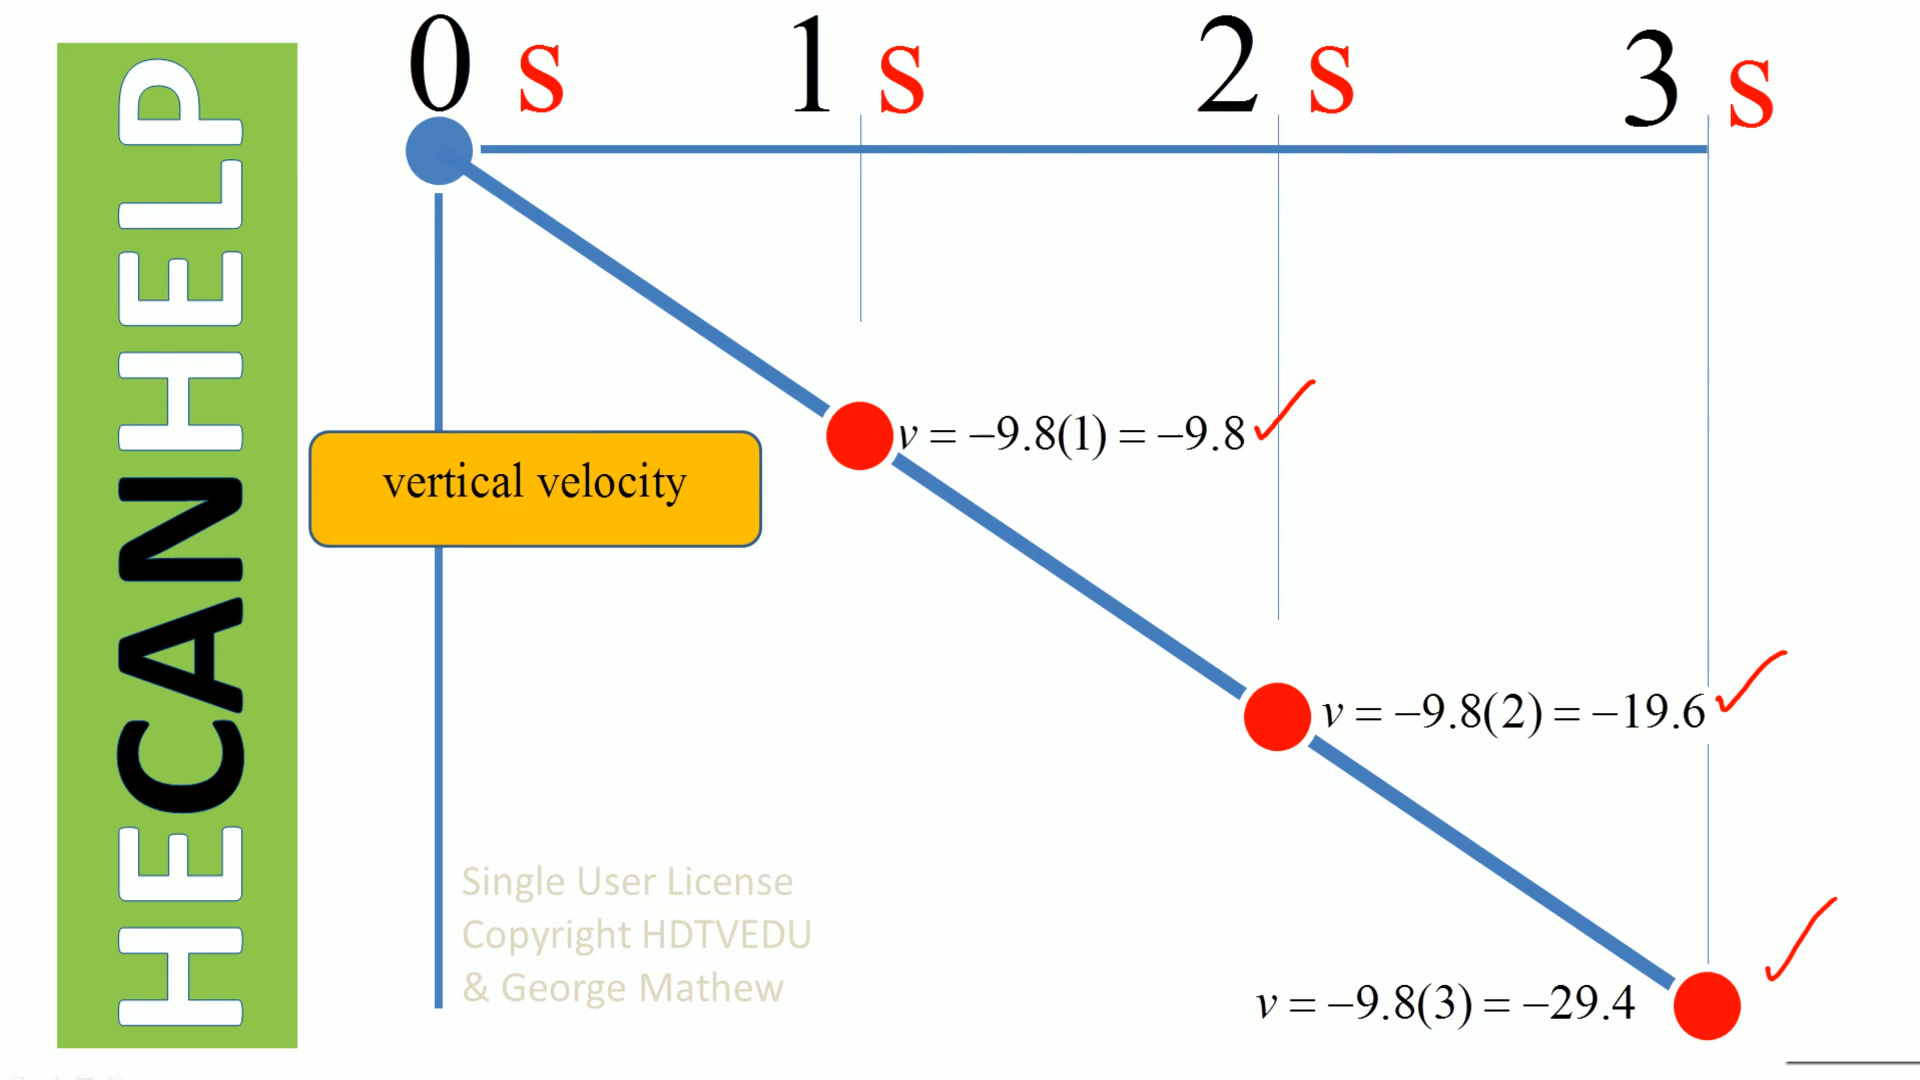 HECANHELP
0 s 1 s 2 s 3 s
v = −9.8(1) = −9.8
vertical velocity
v = −9.8(2) = −19.6
Single User License
Copyright HDTVEDU
& George Mathew
v = −9.8(3) = −29.4